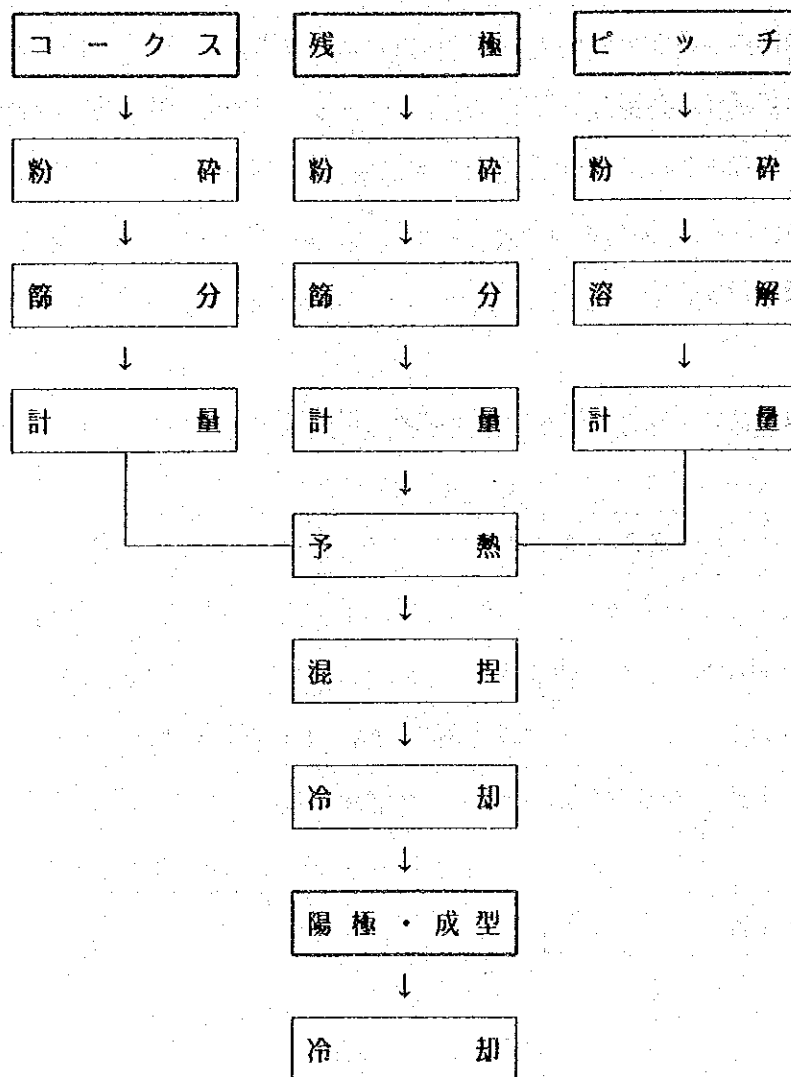 コークス 残極 ピッチ
↓ ↓ ↓
粉砕 粉砕 粉砕
↓ ↓ ↓
篩分 篩分 溶解
↓ ↓ ↓
計量 計量 計量
↓
予熱
↓
混捏
↓
冷却
↓
陽極・成型
↓
冷却